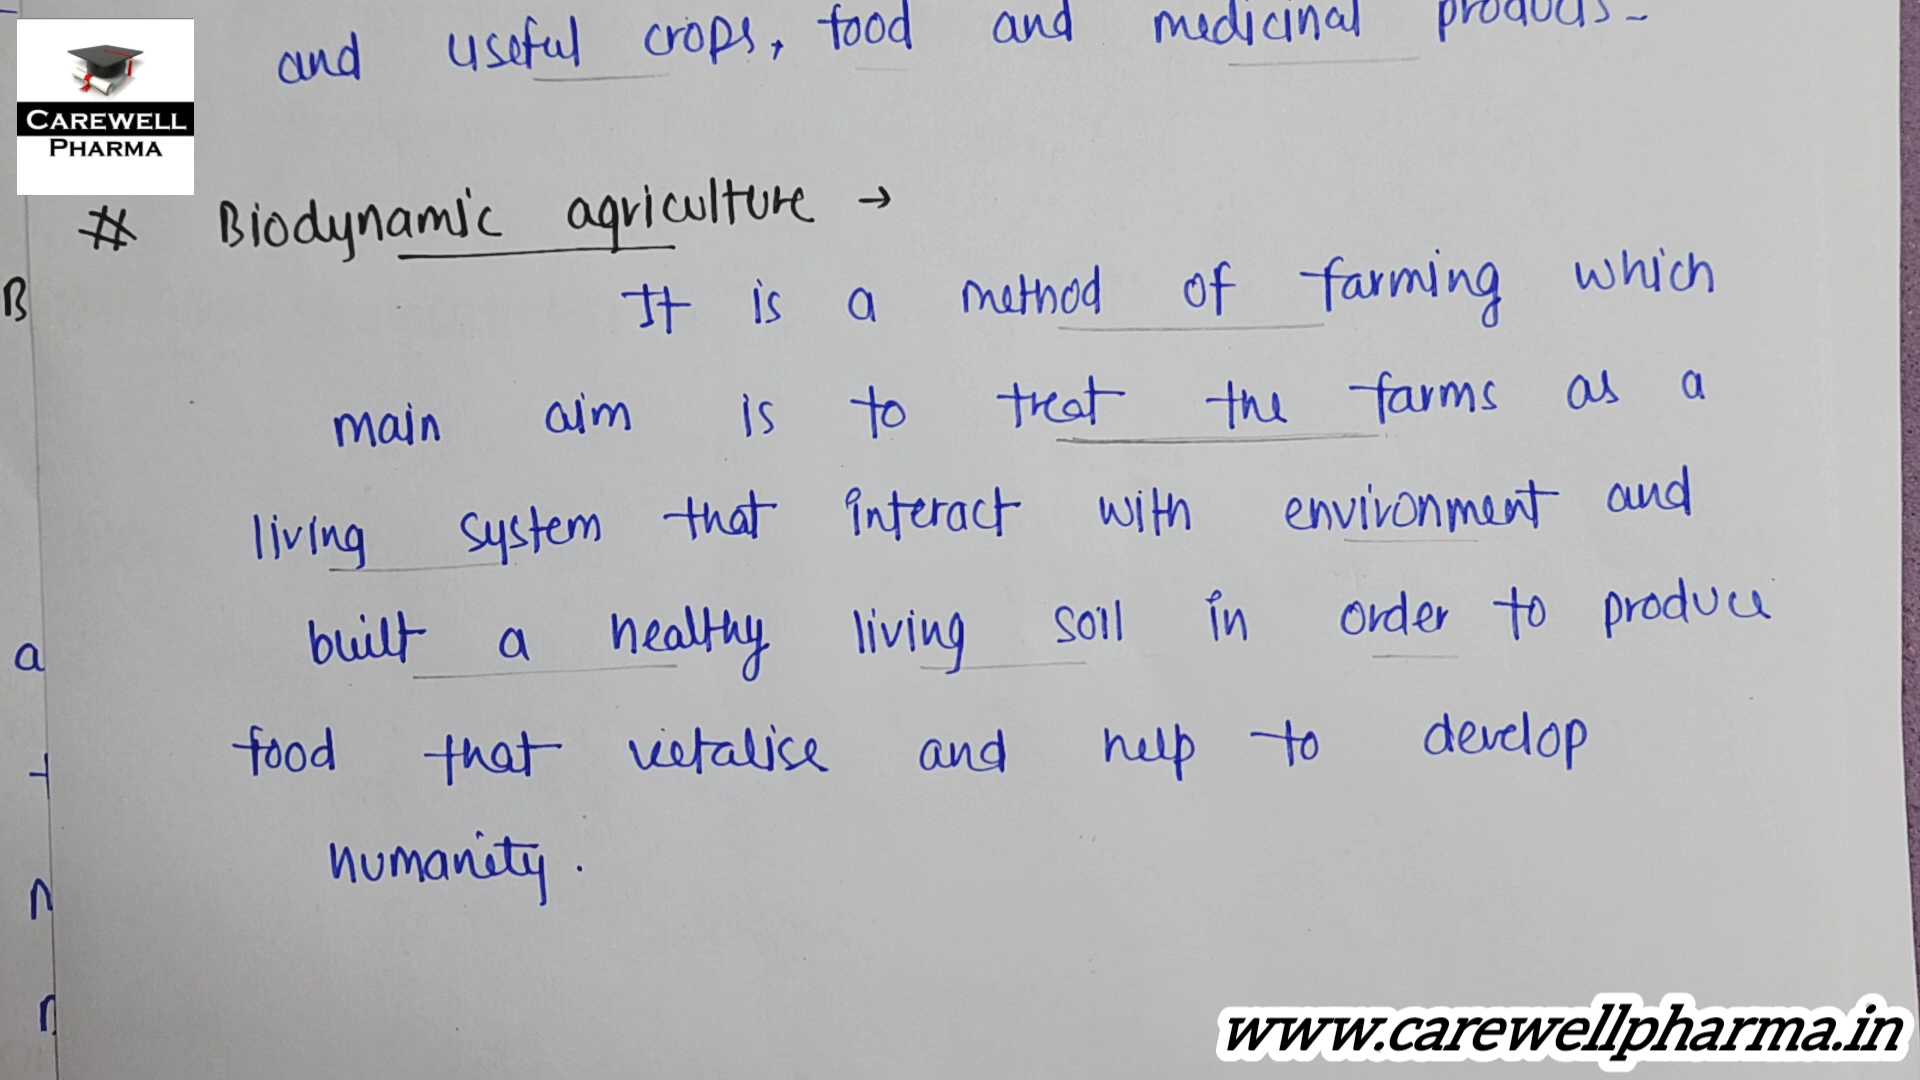 and useful crops, food and medicinal products-
CAREWELL
PHARMA
# Biodynamic agriculture →
It is a method of farming which
main aim is to treat the farms as a
living system that interact with environment and
built a healthy living soil in order to produce
food that vietalise and help to develop
humanity.
www.carewellpharma.in